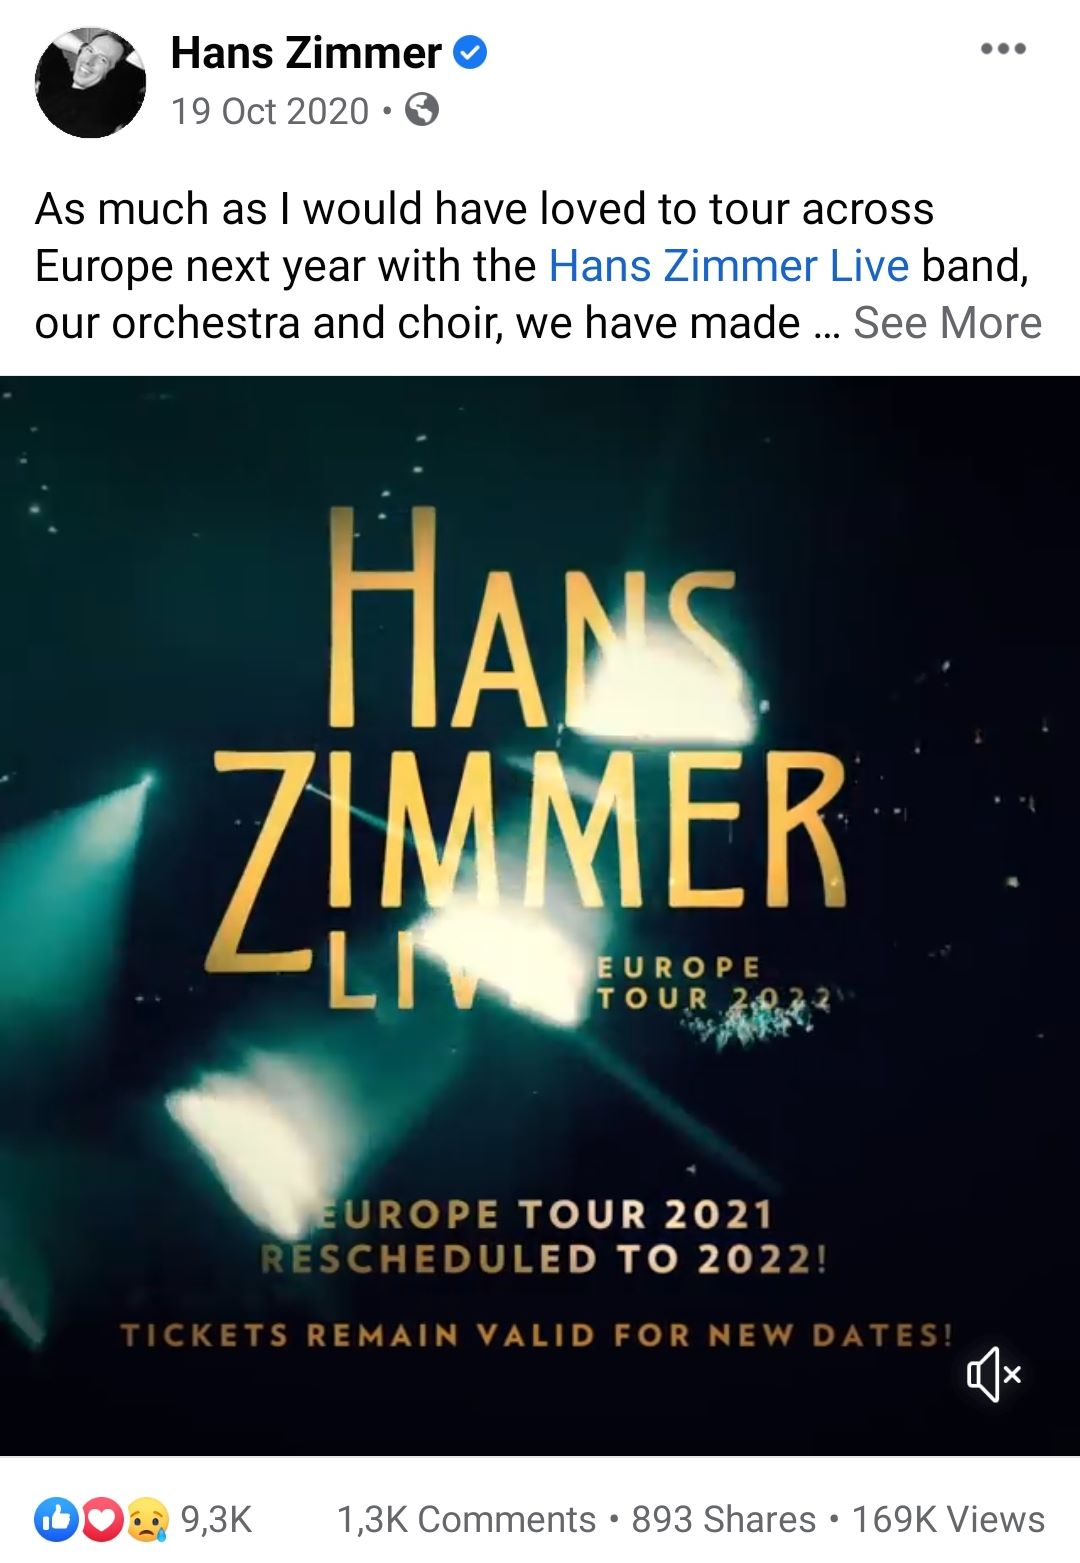 Hans Zimmer
19 Oct 2020 •
As much as I would have loved to tour across
Europe next year with the Hans Zimmer Live band,
our orchestra and choir, we have made ... See More
HANS
ZIMMER
LIVE EUROPE
TOUR 2022
EUROPE TOUR 2021
RESCHEDULED TO 2022!
TICKETS REMAIN VALID FOR NEW DATES!
9,3K 1,3K Comments • 893 Shares • 169K Views